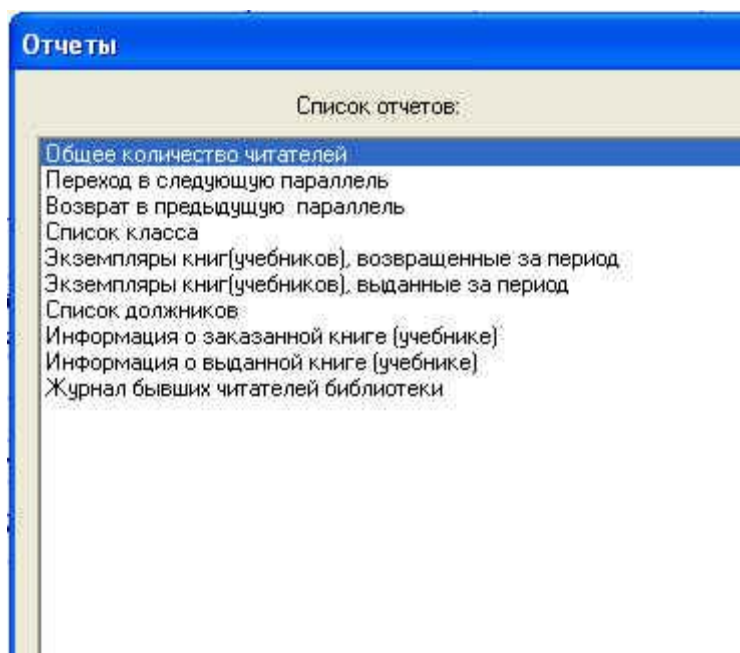 Отчеты
Список отчетов:
Общее количество читателей
Переход в следующую параллель
Возврат в предыдущую параллель
Список класса
Экземпляры книг(учебников), возвращенные за период
Экземпляры книг(учебников), выданные за период
Список должников
Информация о заказанной книге (учебнике)
Информация о выданной книге (учебнике)
Журнал бывших читателей библиотеки